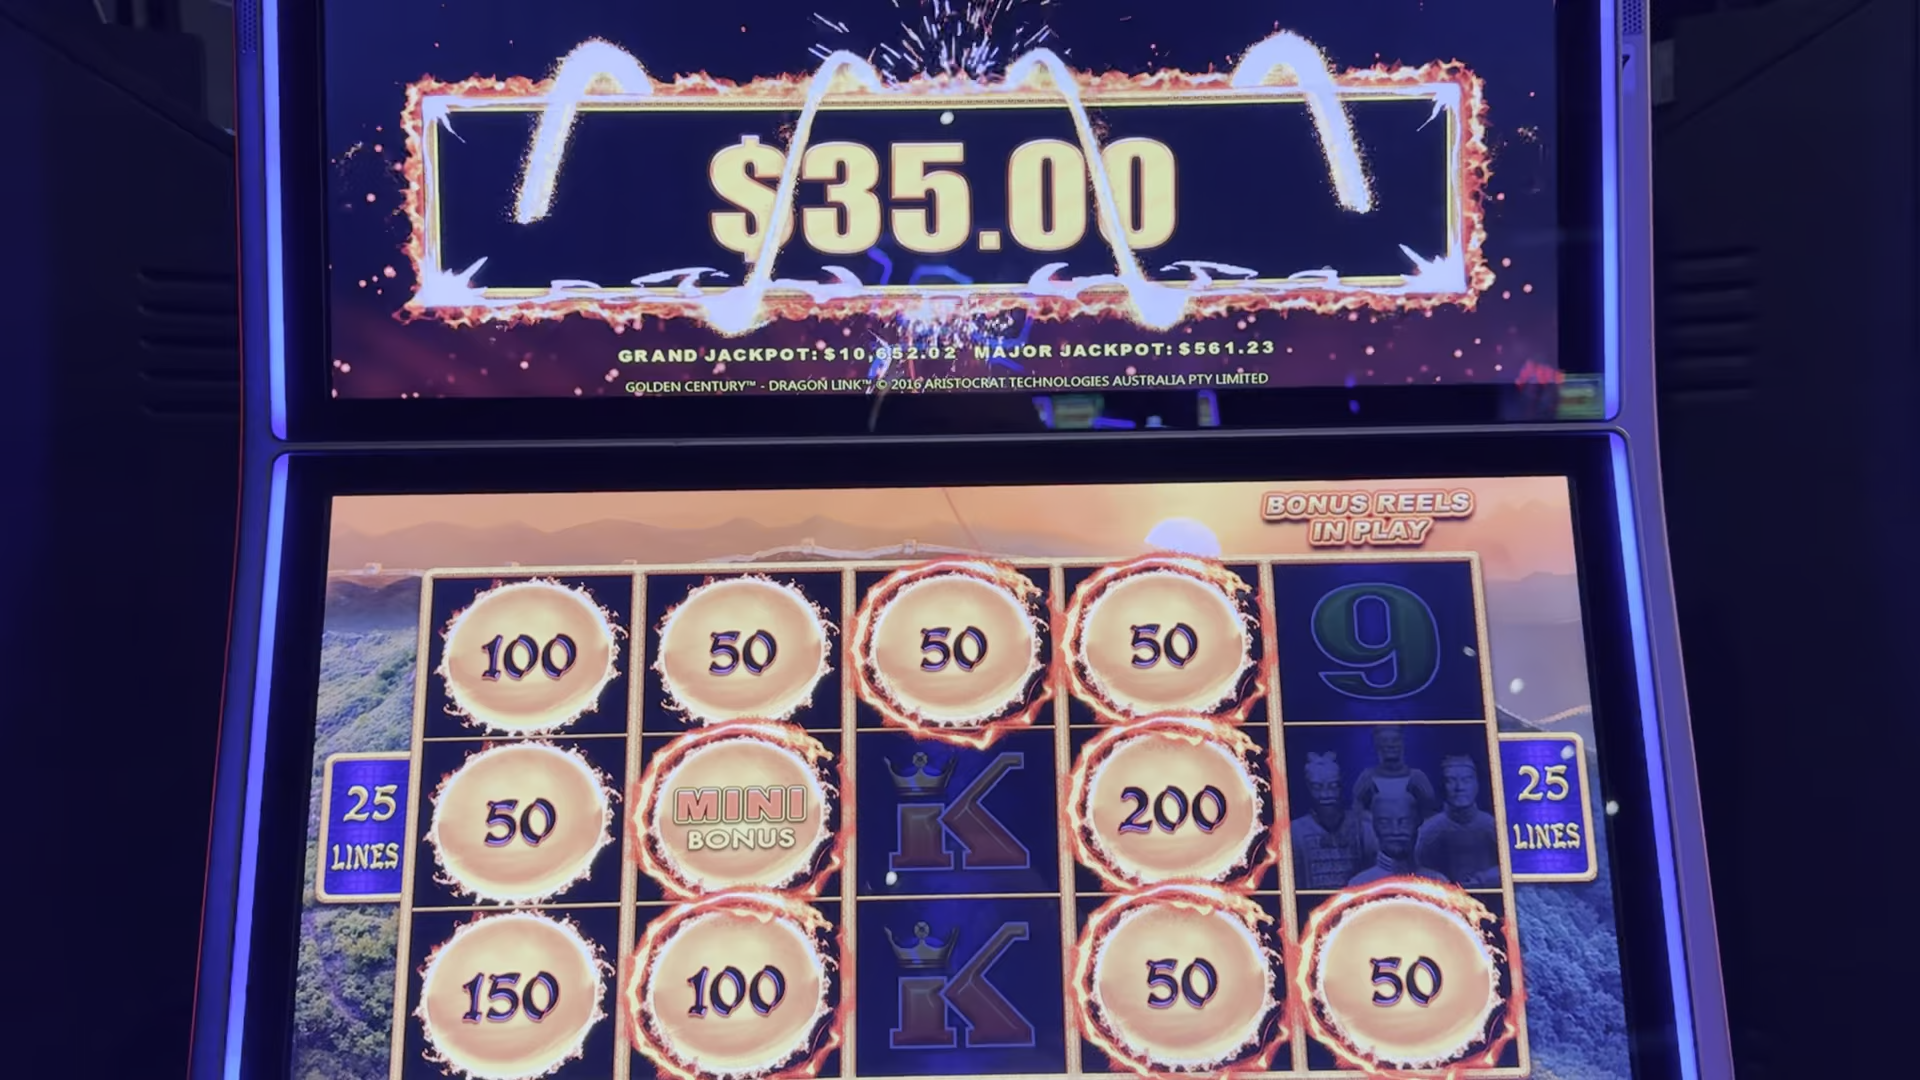 $35.00
GRAND JACKPOT: $10,652.02 MAJOR JACKPOT: $561.23
GOLDEN CENTURY™ - DRAGON LINK™ © 2016 ARISTOCRAT TECHNOLOGIES AUSTRALIA PTY LIMITED
BONUS REELS
IN PLAY
100 50 50 50 9
25 LINES
50 MINI BONUS K 200
25 LINES
150 100 K 50 50